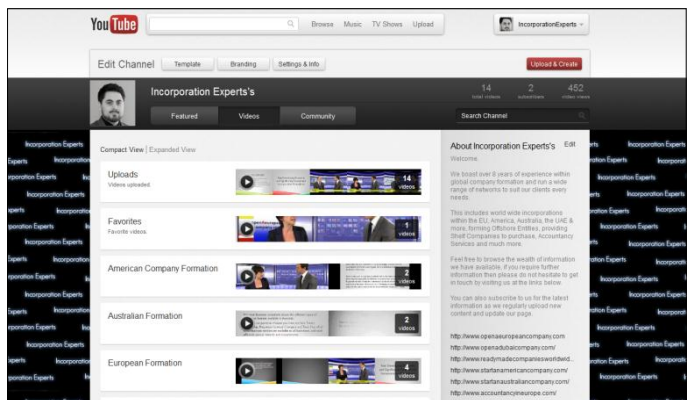 YouTube
Browse Music TV Shows Upload
IncorporationExperts
Edit Channel Template Branding Settings & Info Upload & Create
Incorporation Experts's
14 2 452
total videos subscribers video views
Featured Videos Community
Search Channel
Compact View | Expanded View
Uploads
Videos uploaded.
14 videos
Favorites
Favorite videos
1 videos
American Company Formation
2 videos
Australian Formation
2 videos
European Formation
4 videos
About Incorporation Experts's Edit
Welcome.
We boast over 8 years of experience within
global company formation and run a wide
range of networks to suit our clients every
needs.
This includes world wide incorporations
within the EU, America, Australia, the UAE &
more, forming Offshore Entities, providing
Shelf Companies to purchase, Accountancy
Services and much more.
Feel free to browse the wealth of information
we have available, if you require further
information then please do not hesitate to get
in touch by visiting us at the links below.
You can also subscribe to us for the latest
information as we regularly upload new
content and update our page.
http://www.openaeuropeancompany.com
http://www.openadubaicompany.com/
http://www.readymadecompaniesworldwid...
http://www.startanamericancompany.com/
http://www.startanaustraliancompany.com/
http://www.accountancyineurope.com/
Incorporation Experts